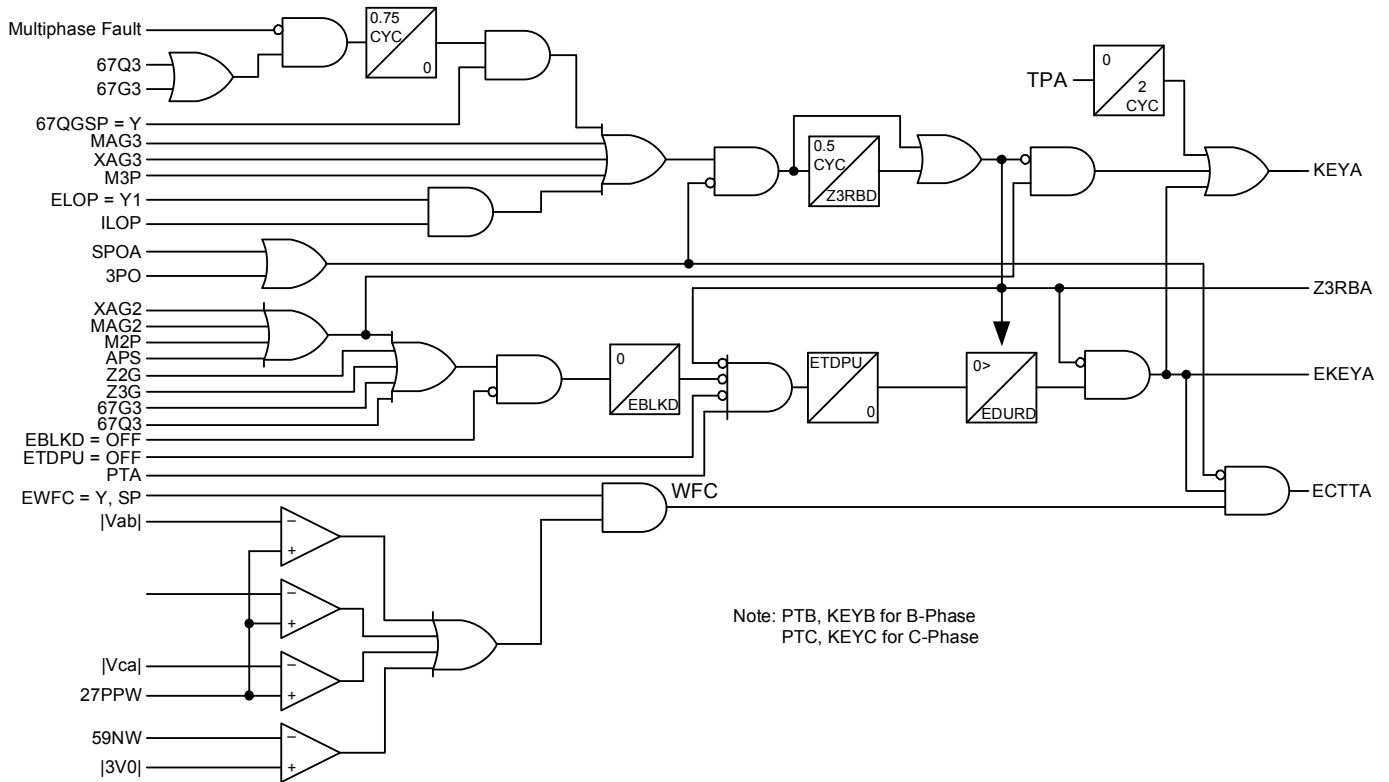 Multiphase Fault
67Q3
67G3
0.75
CYC
0
67QGSP = Y
MAG3
XAG3
M3P
ELOP = Y1
ILOP
SPOA
3PO
0.5
CYC
Z3RBD
TPA
0
2
CYC
KEYA
Z3RBA
XAG2
MAG2
M2P
APS
Z2G
Z3G
67G3
67Q3
EBLKD = OFF
ETDPU = OFF
PTA
0
EBLKD
ETDPU
0
0>
EDURD
EKEYA
ECTTA
EWFC = Y, SP
WFC
|Vab|
−
+
−
+
|Vca|
−
27PPW
+
59NW
−
|3V0|
+
Note: PTB, KEYB for B-Phase
PTC, KEYC for C-Phase